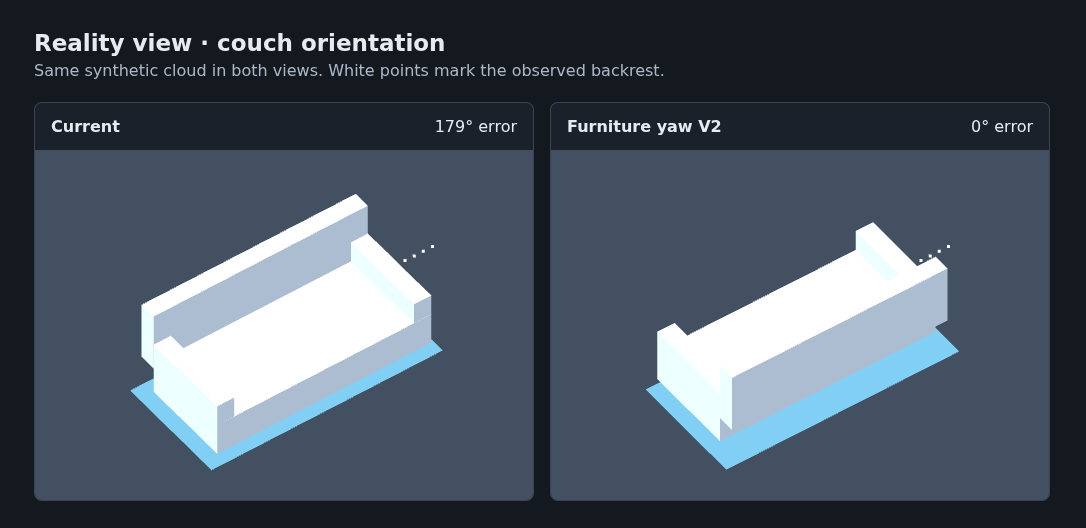 Reality view · couch orientation
Same synthetic cloud in both views. White points mark the observed backrest.
Current 179° error
Furniture yaw V2 0° error